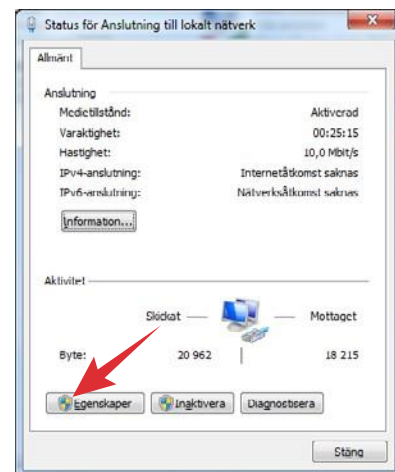 Status för Anslutning till lokalt nätverk
Allmänt
Anslutning
Medietillstånd: Aktiverad
Varaktighet: 00:25:15
Hastighet: 10,0 Mbit/s
IPv4-anslutning: Internetåtkomst saknas
IPv6-anslutning: Nätverksåtkomst saknas
Information...
Aktivitet
Skickat — Mottaget
Byte: 20 962 18 215
Egenskaper Inaktivera Diagnostisera
Stäng